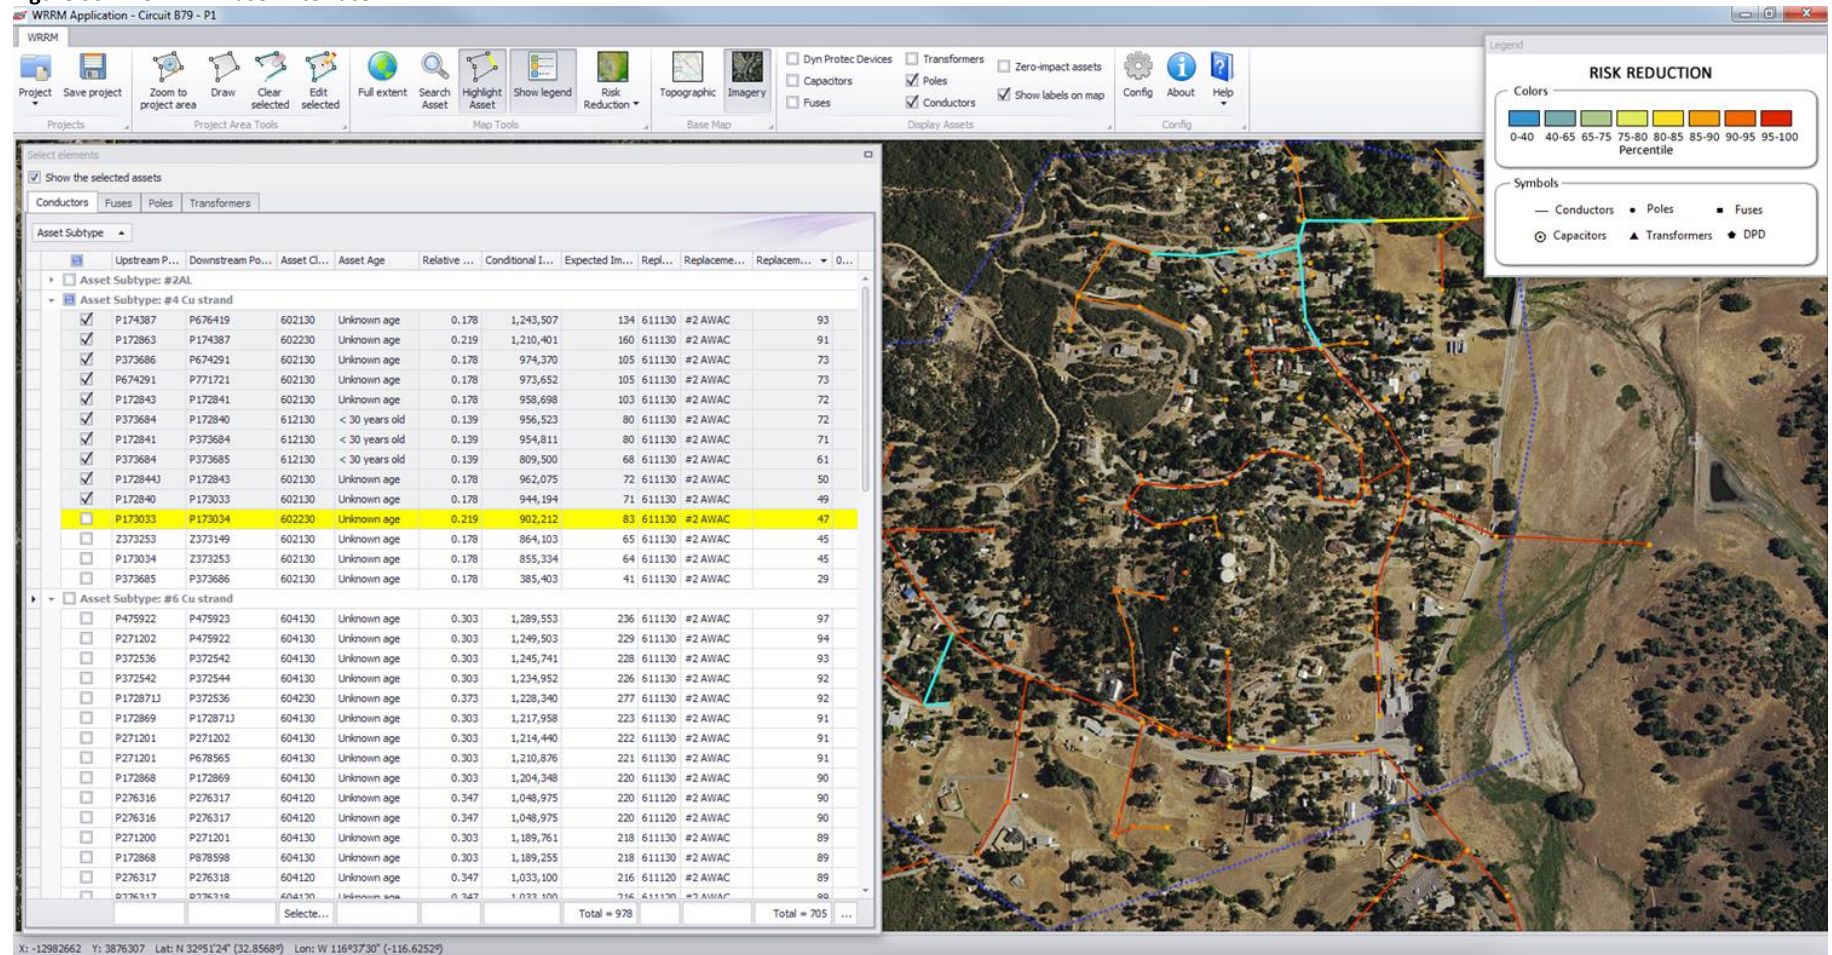 WRRM Application - Circuit B79 - P1
WRRM
Project Save project Zoom to project area Draw Clear selected Edit selected Full extent Search Asset Highlight Asset Show legend Risk Reduction Topographic Imagery
Dyn Protec Devices Transformers Zero-impact assets
Capacitors Poles Show labels on map
Fuses Conductors
Config About Help
Projects Project Area Tools Map Tools Base Map Display Assets Config
Legend
RISK REDUCTION
Colors
0-40 40-65 65-75 75-80 80-85 85-90 90-95 95-100
Percentile
Symbols
Conductors Poles Fuses
Capacitors Transformers DPD
Select elements
Show the selected assets
Conductors Fuses Poles Transformers
Asset Subtype
Upstream P... Downstream Po... Asset Cl... Asset Age Relative ... Conditional I... Expected Im... Repl... Replaceme... Replacem... 0...
Asset Subtype: #2AL
Asset Subtype: #4 Cu strand
P174387 P676419 602130 Unknown age 0.178 1,243,507 134 611130 #2 AWAC 93
P172863 P174387 602230 Unknown age 0.219 1,210,401 160 611130 #2 AWAC 91
P373686 P674291 602130 Unknown age 0.178 974,370 105 611130 #2 AWAC 73
P674291 P771721 602130 Unknown age 0.178 973,652 105 611130 #2 AWAC 73
P172843 P172841 602130 Unknown age 0.178 958,698 103 611130 #2 AWAC 72
P373684 P172840 612130 < 30 years old 0.139 956,523 80 611130 #2 AWAC 72
P172841 P373684 612130 < 30 years old 0.139 954,811 80 611130 #2 AWAC 71
P373684 P373685 612130 < 30 years old 0.139 809,500 68 611130 #2 AWAC 61
P172844J P172843 602130 Unknown age 0.178 962,075 72 611130 #2 AWAC 50
P172840 P173033 602130 Unknown age 0.178 944,194 71 611130 #2 AWAC 49
P173033 P173034 602230 Unknown age 0.219 902,212 83 611130 #2 AWAC 47
Z373253 Z373149 602130 Unknown age 0.178 864,103 65 611130 #2 AWAC 45
P173034 Z373253 602130 Unknown age 0.178 855,334 64 611130 #2 AWAC 45
P373685 P373686 602130 Unknown age 0.178 385,403 41 611130 #2 AWAC 29
Asset Subtype: #6 Cu strand
P475922 P475923 604130 Unknown age 0.303 1,289,553 236 611130 #2 AWAC 97
P271202 P475922 604130 Unknown age 0.303 1,249,503 229 611130 #2 AWAC 94
P372536 P372542 604130 Unknown age 0.303 1,245,741 228 611130 #2 AWAC 93
P372542 P372544 604130 Unknown age 0.303 1,234,952 226 611130 #2 AWAC 92
P172871J P372536 604230 Unknown age 0.373 1,228,340 277 611130 #2 AWAC 92
P172869 P172871J 604130 Unknown age 0.303 1,217,958 223 611130 #2 AWAC 91
P271201 P271202 604130 Unknown age 0.303 1,214,440 222 611130 #2 AWAC 91
P271201 P678565 604130 Unknown age 0.303 1,210,876 221 611130 #2 AWAC 91
P172868 P172869 604130 Unknown age 0.303 1,204,348 220 611130 #2 AWAC 90
P276316 P276317 604120 Unknown age 0.347 1,048,975 220 611120 #2 AWAC 90
P276316 P276317 604120 Unknown age 0.347 1,048,975 220 611120 #2 AWAC 90
P271200 P271201 604130 Unknown age 0.303 1,189,761 218 611130 #2 AWAC 89
P172868 P878598 604130 Unknown age 0.303 1,189,255 218 611130 #2 AWAC 89
P276317 P276318 604120 Unknown age 0.347 1,033,100 216 611120 #2 AWAC 89
P276317 P276318 604120 Unknown age 0.347 1,033,100 216 611120 #2 AWAC 89
Selecte... Total = 978 Total = 705 ...
X: -12982662 Y: 3876307 Lat: N 32º51'24" (32.8568º) Lon: W 116º37'30" (-116.6252º)